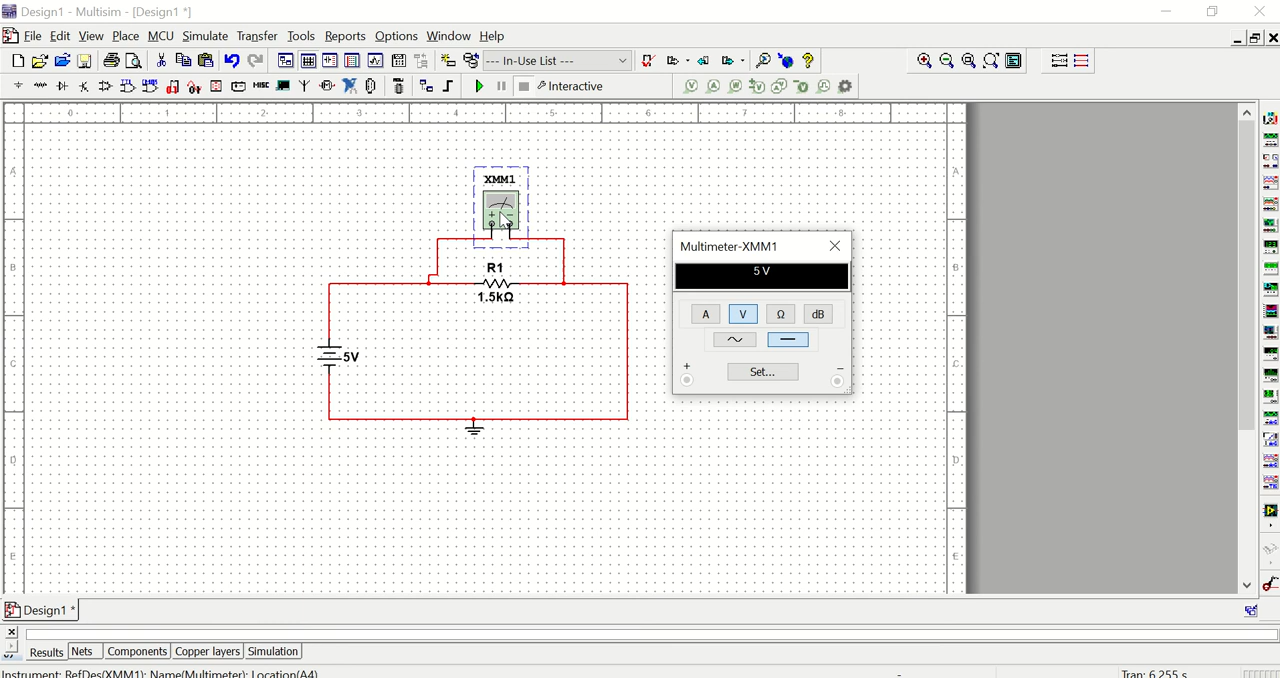 Design1 - Multisim - [Design1 *]
File Edit View Place MCU Simulate Transfer Tools Reports Options Window Help
--- In-Use List ---
MISC Interactive
0 2 3 4 5 6 7 8
XMM1
A A
R1
1.5kΩ
B B
5V
C C
D D
E E
Multimeter-XMM1
5 V
A V Ω dB
Set...
+ −
Design1 *
Results Nets Components Copper layers Simulation
Instrument: RefDes(XMM1); Name(Multimeter); Location(A4) - Tran: 6.255 s